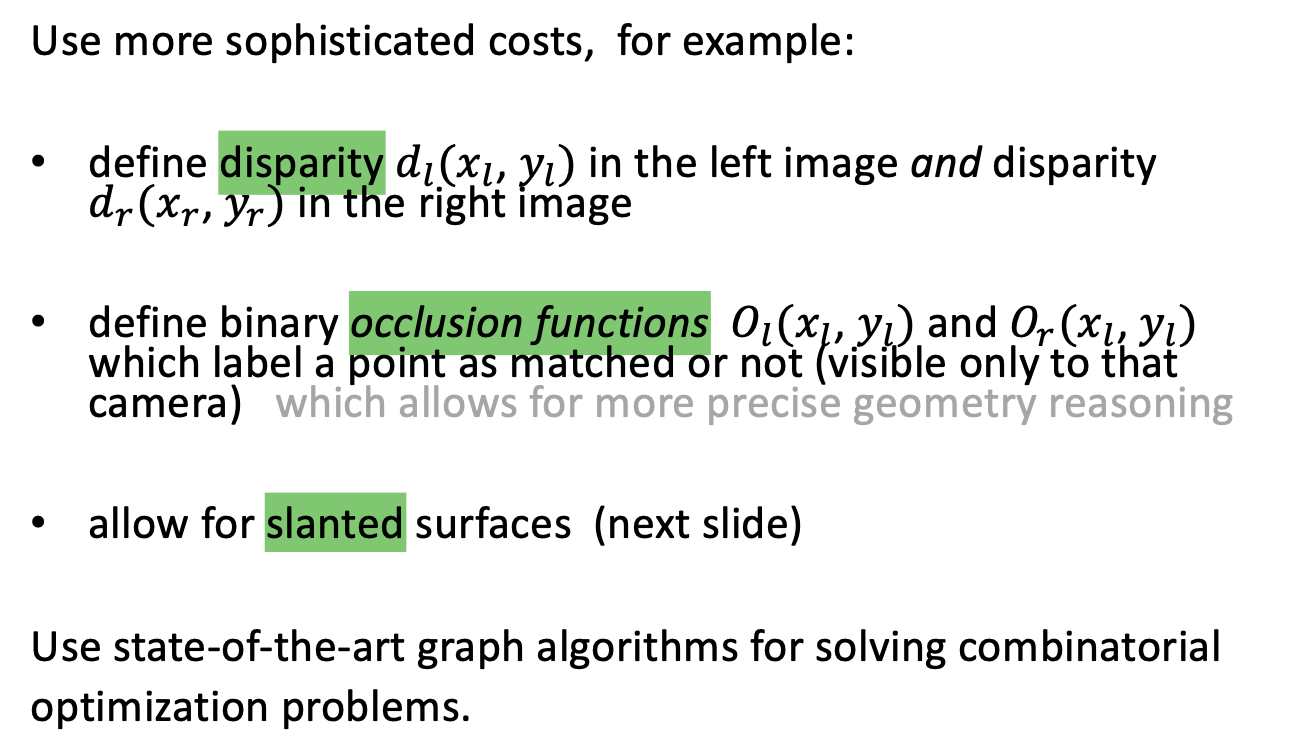 Use more sophisticated costs, for example:
• define disparity d_l(x_l, y_l) in the left image and disparity
d_r(x_r, y_r) in the right image
• define binary occlusion functions O_l(x_l, y_l) and O_r(x_l, y_l)
which label a point as matched or not (visible only to that
camera) which allows for more precise geometry reasoning
• allow for slanted surfaces (next slide)
Use state-of-the-art graph algorithms for solving combinatorial
optimization problems.